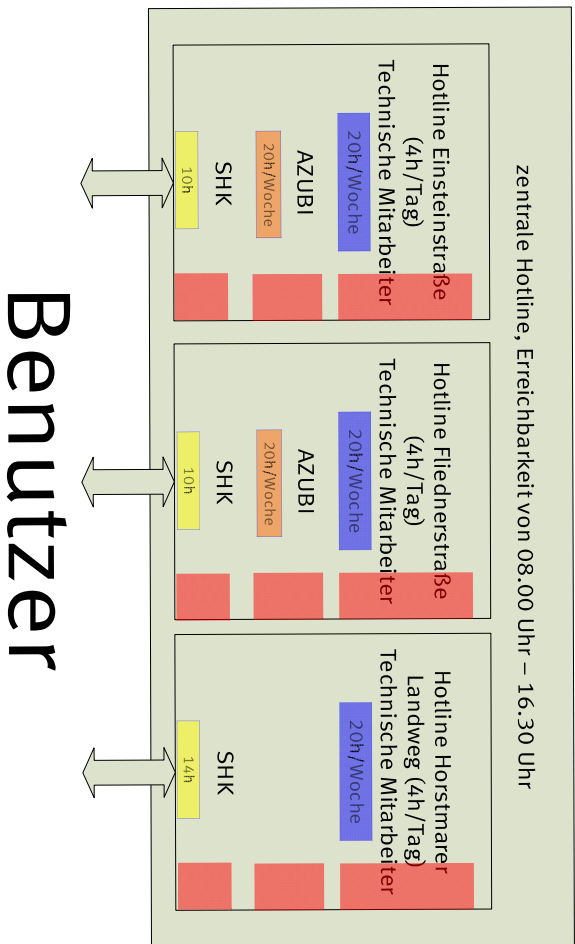 zentrale Hotline, Erreichbarkeit von 08.00 Uhr – 16.30 Uhr
Hotline Einsteinstraße
(4h/Tag)
Technische Mitarbeiter
20h/Woche
AZUBI
20h/Woche
SHK
10h
Hotline Fliednerstraße
(4h/Tag)
Technische Mitarbeiter
20h/Woche
AZUBI
20h/Woche
SHK
10h
Hotline Horstmarer
Landweg (4h/Tag)
Technische Mitarbeiter
20h/Woche
SHK
14h
Benutzer